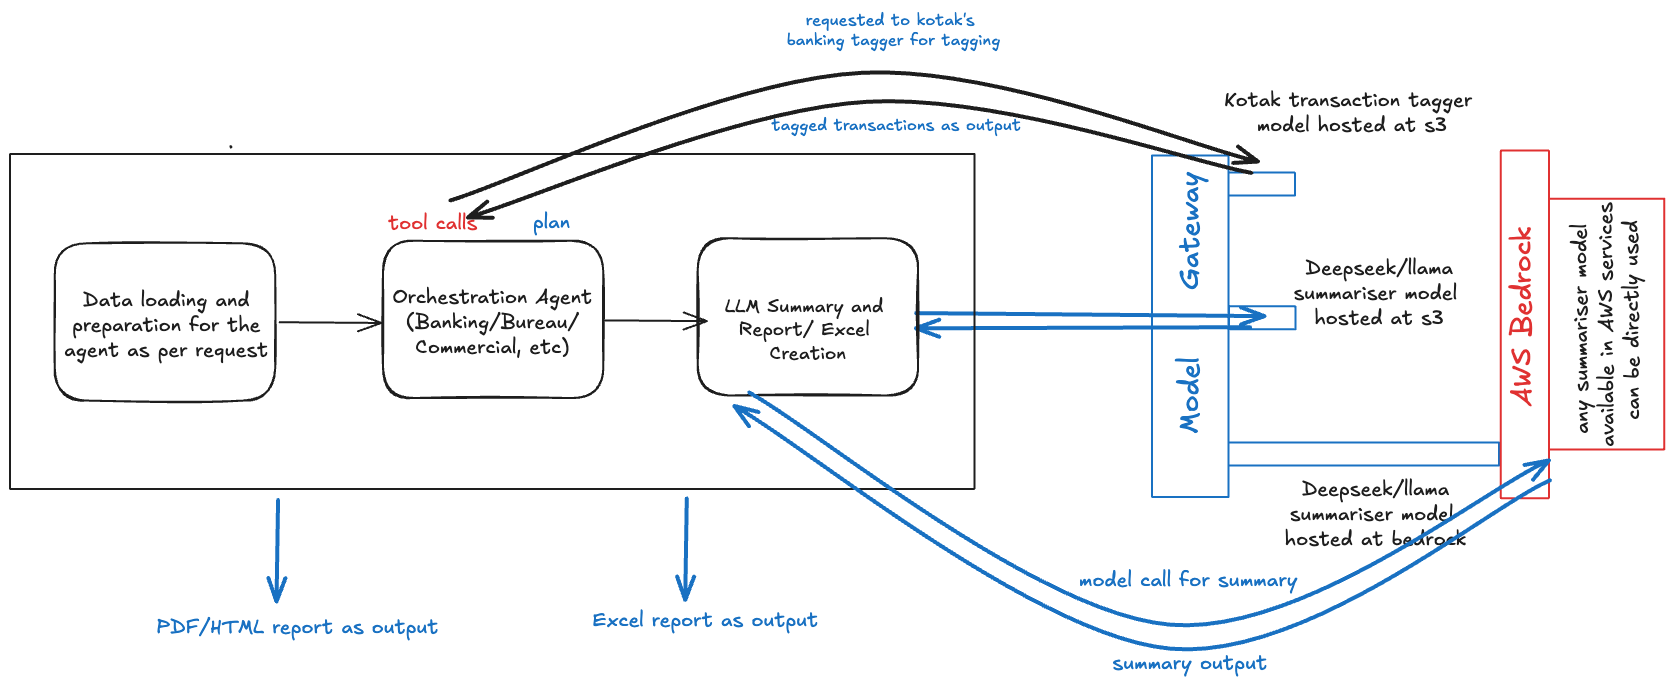 requested to kotak's
banking tagger for tagging
tagged transactions as output
Kotak transaction tagger
model hosted at s3
tool calls
plan
Data loading and
preparation for the
agent as per request
Orchestration Agent
(Banking/Bureau/
Commercial, etc)
LLM Summary and
Report/ Excel
Creation
Model Gateway
Deepseek/llama
summariser model
hosted at s3
AWS Bedrock
any summariser model
available in AWS services
can be directly used
Deepseek/llama
summariser model
hosted at bedrock
model call for summary
summary output
PDF/HTML report as output
Excel report as output